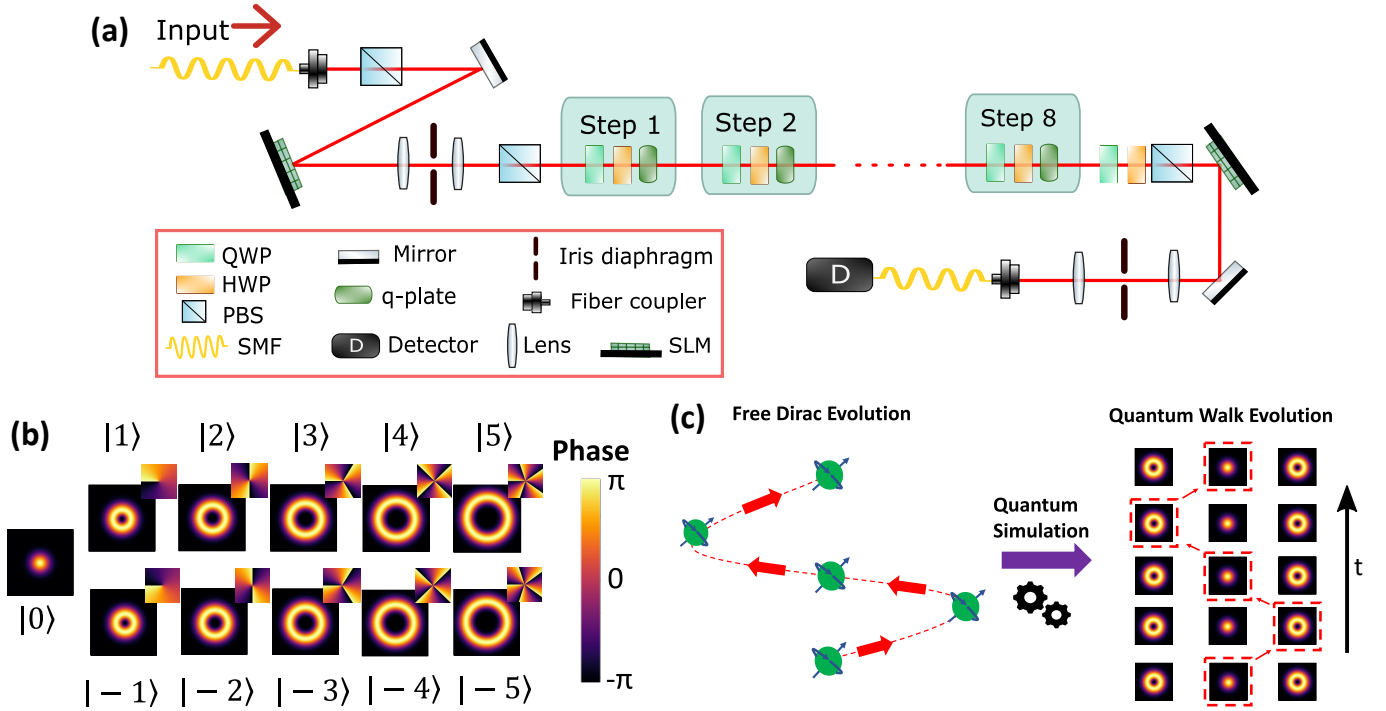 (a)
Input
Step 1
Step 2
Step 8
QWP
HWP
PBS
SMF
Mirror
q-plate
D
Detector
Iris diaphragm
Fiber coupler
Lens
SLM
D
(b)
|1⟩ |2⟩ |3⟩ |4⟩ |5⟩
|0⟩
|−1⟩ |−2⟩ |−3⟩ |−4⟩ |−5⟩
Phase
π
0
-π
(c)
Free Dirac Evolution
Quantum
Simulation
Quantum Walk Evolution
t